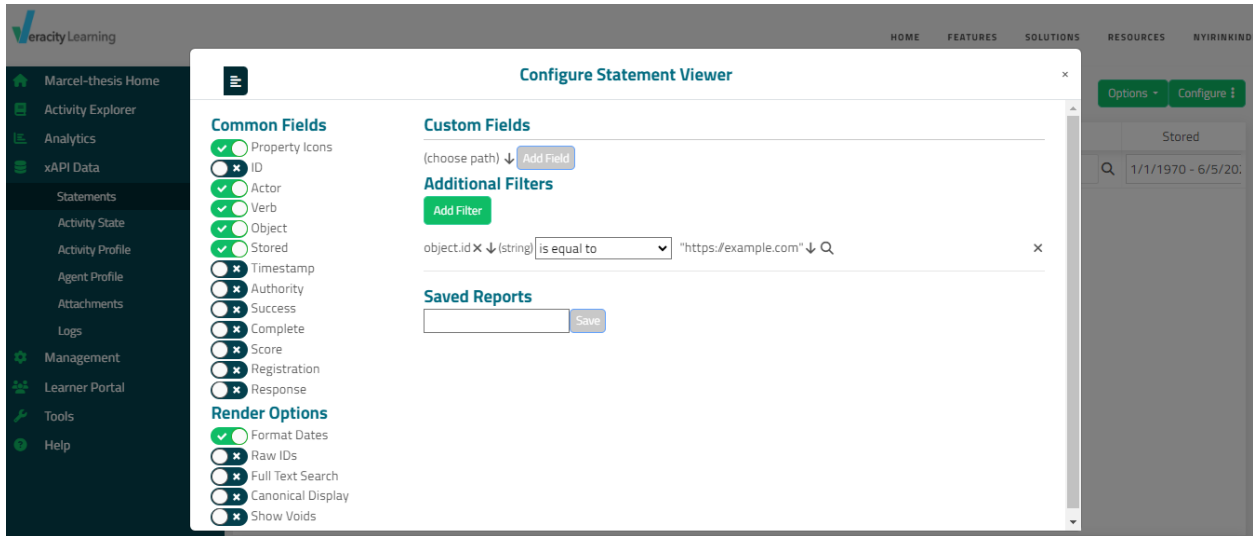 Veracity Learning
HOME FEATURES SOLUTIONS RESOURCES NYIRINKIND
Marcel-thesis Home
Activity Explorer
Analytics
xAPI Data
Statements
Activity State
Activity Profile
Agent Profile
Attachments
Logs
Management
Learner Portal
Tools
Help
Configure Statement Viewer
×
Common Fields
Property Icons
ID
Actor
Verb
Object
Stored
Timestamp
Authority
Success
Complete
Score
Registration
Response
Render Options
Format Dates
Raw IDs
Full Text Search
Canonical Display
Show Voids
Custom Fields
(choose path) Add Field
Additional Filters
Add Filter
object.id (string) is equal to "https://example.com"
Saved Reports
Save
Options Configure
Stored
1/1/1970 - 6/5/202